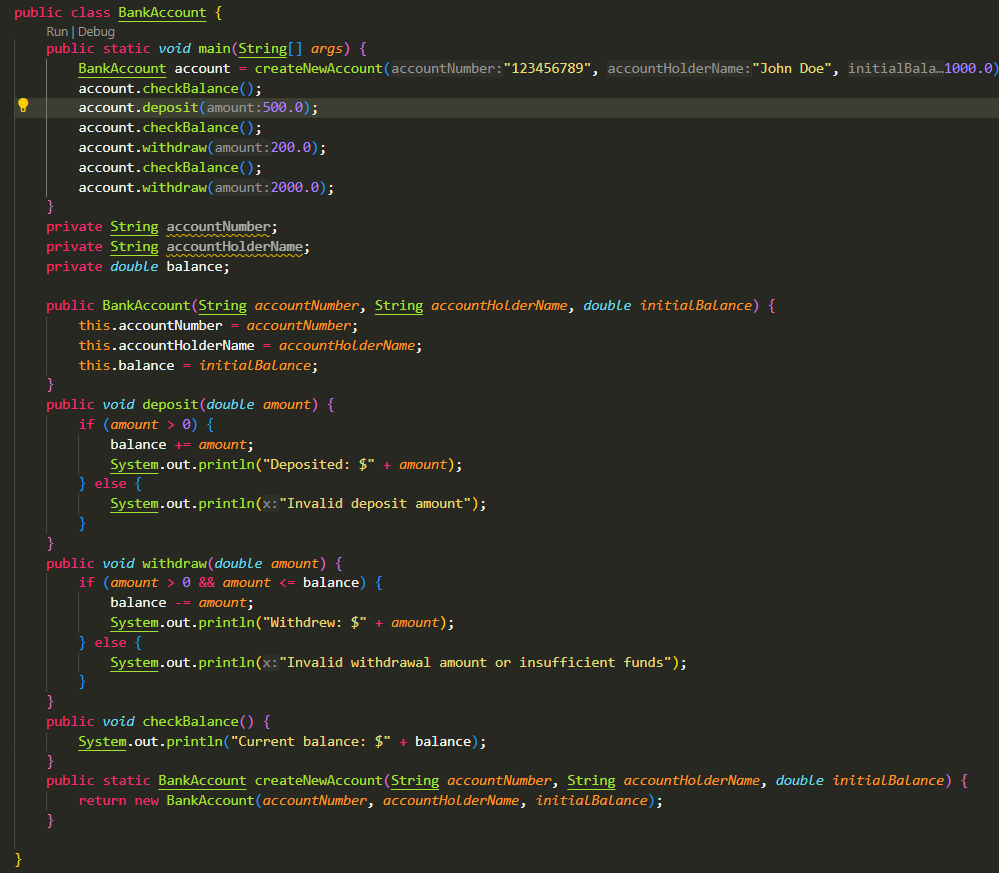 public class BankAccount {
Run | Debug
public static void main(String[] args) {
BankAccount account = createNewAccount(accountNumber:"123456789", accountHolderName:"John Doe", initialBala…1000.0)
account.checkBalance();
account.deposit(amount:500.0);
account.checkBalance();
account.withdraw(amount:200.0);
account.checkBalance();
account.withdraw(amount:2000.0);
}
private String accountNumber;
private String accountHolderName;
private double balance;
public BankAccount(String accountNumber, String accountHolderName, double initialBalance) {
this.accountNumber = accountNumber;
this.accountHolderName = accountHolderName;
this.balance = initialBalance;
}
public void deposit(double amount) {
if (amount > 0) {
balance += amount;
System.out.println("Deposited: $" + amount);
} else {
System.out.println(x:"Invalid deposit amount");
}
}
public void withdraw(double amount) {
if (amount > 0 && amount <= balance) {
balance -= amount;
System.out.println("Withdrew: $" + amount);
} else {
System.out.println(x:"Invalid withdrawal amount or insufficient funds");
}
}
public void checkBalance() {
System.out.println("Current balance: $" + balance);
}
public static BankAccount createNewAccount(String accountNumber, String accountHolderName, double initialBalance) {
return new BankAccount(accountNumber, accountHolderName, initialBalance);
}
}